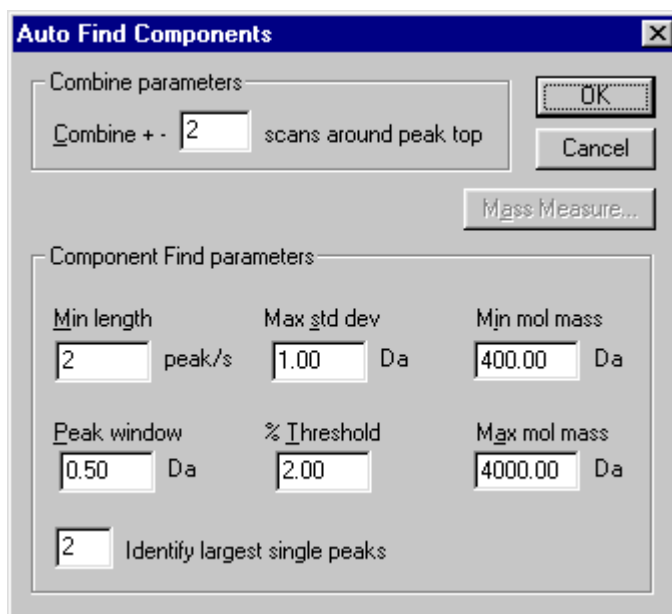 Auto Find Components
Combine parameters
Combine + - 2 scans around peak top
OK
Cancel
Mass Measure...
Component Find parameters
Min length Max std dev Min mol mass
2 peak/s 1.00 Da 400.00 Da
Peak window % Threshold Max mol mass
0.50 Da 2.00 4000.00 Da
2 Identify largest single peaks